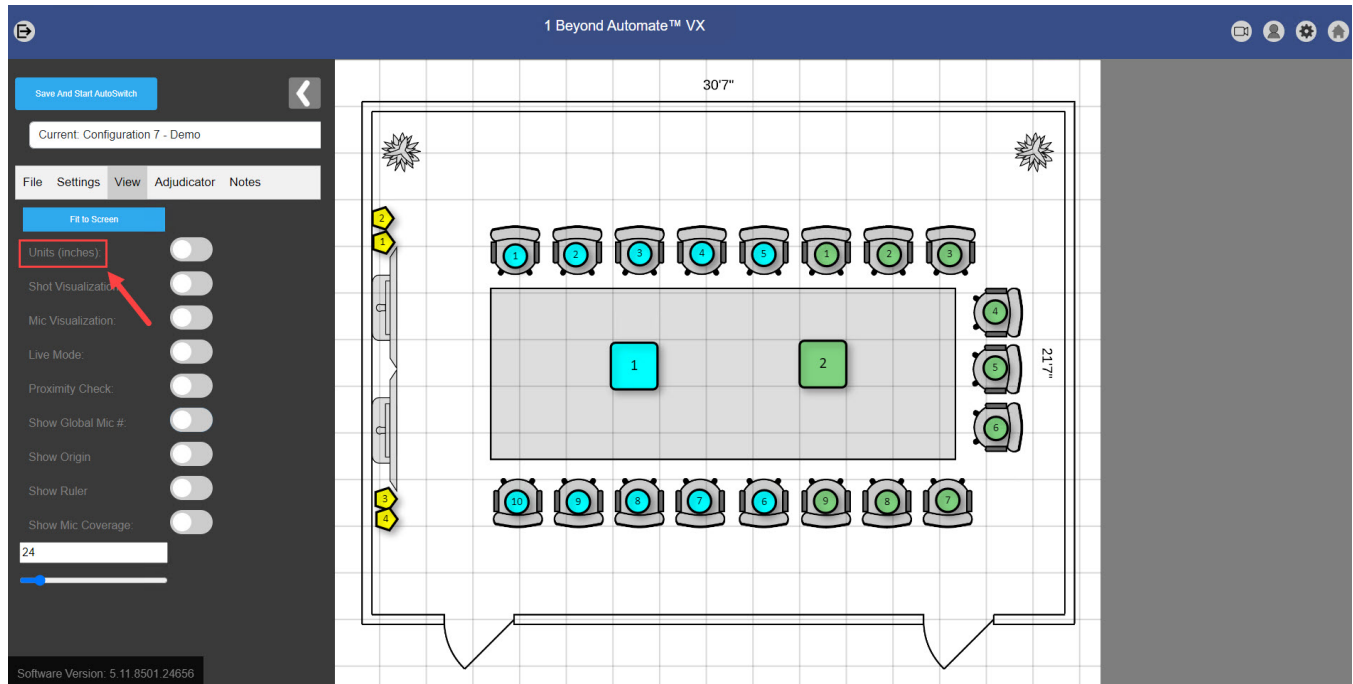 1 Beyond Automate™ VX
Save And Start AutoSwitch
Current: Configuration 7 - Demo
File Settings View Adjudicator Notes
Fit to Screen
Units (inches):
Shot Visualization:
Mic Visualization:
Live Mode:
Proximity Check:
Show Global Mic #:
Show Origin
Show Ruler
Show Mic Coverage:
24
Software Version: 5.11.8501.24656
30'7"
2
1
1 2 3 4 5 1 2 3
4
1 2
5
21'7"
6
3
4
10 9 8 7 6 9 8 7